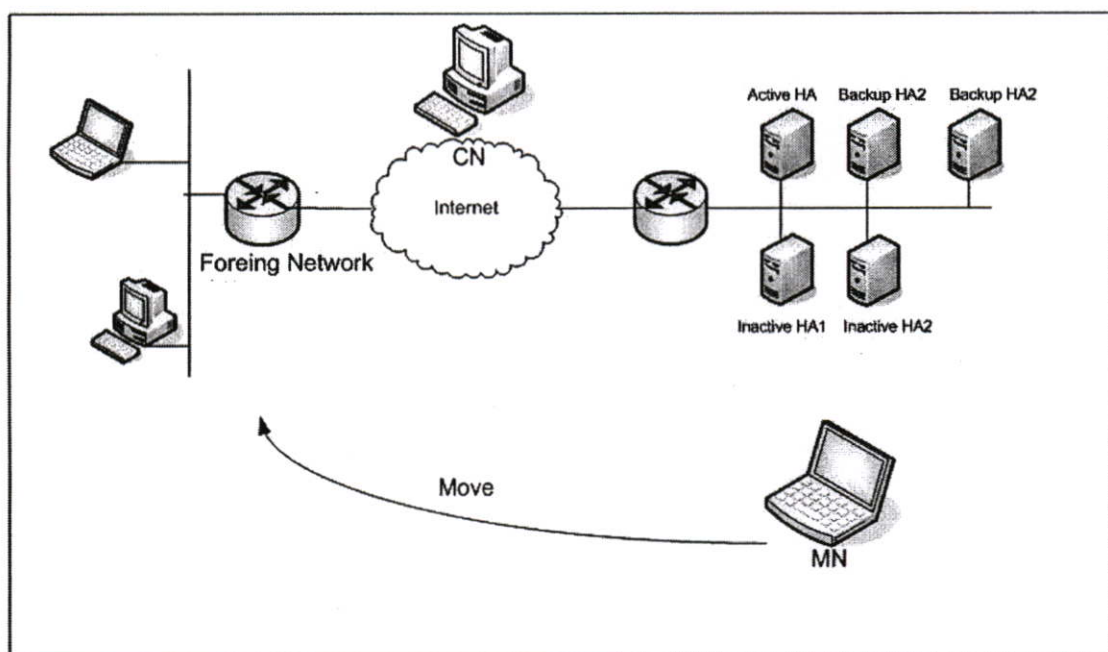 Active HA
Backup HA2
Backup HA2
CN
Internet
Foreing Network
Inactive HA1
Inactive HA2
Move
MN